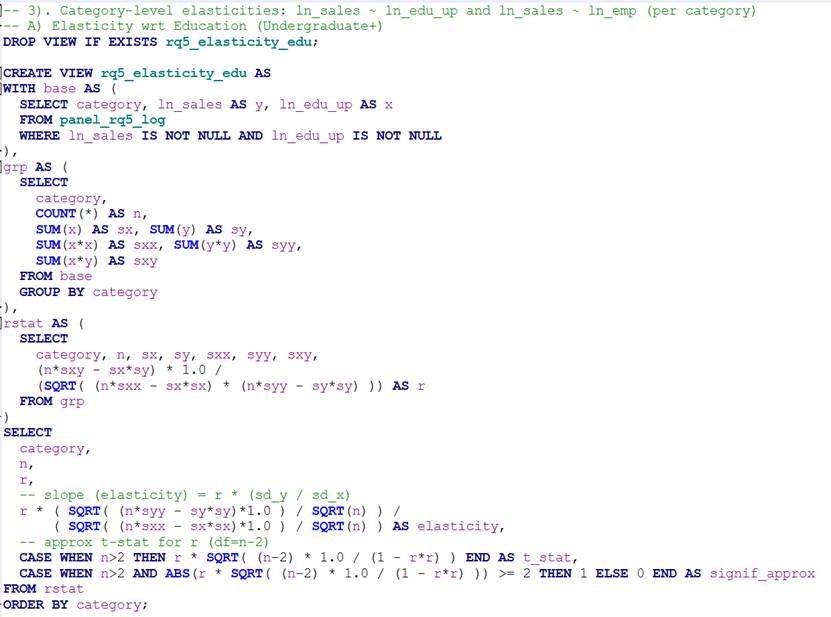 -- 3). Category-level elasticities: ln_sales ~ ln_edu_up and ln_sales ~ ln_emp (per category)
-- A) Elasticity wrt Education (Undergraduate+)
DROP VIEW IF EXISTS rq5_elasticity_edu;
CREATE VIEW rq5_elasticity_edu AS
WITH base AS (
  SELECT category, ln_sales AS y, ln_edu_up AS x
  FROM panel_rq5_log
  WHERE ln_sales IS NOT NULL AND ln_edu_up IS NOT NULL
),
grp AS (
  SELECT
    category,
    COUNT(*) AS n,
    SUM(x) AS sx, SUM(y) AS sy,
    SUM(x*x) AS sxx, SUM(y*y) AS syy,
    SUM(x*y) AS sxy
  FROM base
  GROUP BY category
),
rstat AS (
  SELECT
    category, n, sx, sy, sxx, syy, sxy,
    (n*sxy - sx*sy) * 1.0 /
    (SQRT( (n*sxx - sx*sx) * (n*syy - sy*sy) )) AS r
  FROM grp
)
SELECT
  category,
  n,
  r,
  -- slope (elasticity) = r * (sd_y / sd_x)
  r * ( SQRT( (n*syy - sy*sy)*1.0 ) / SQRT(n) ) /
      ( SQRT( (n*sxx - sx*sx)*1.0 ) / SQRT(n) ) AS elasticity,
  -- approx t-stat for r (df=n-2)
  CASE WHEN n>2 THEN r * SQRT( (n-2) * 1.0 / (1 - r*r) ) END AS t_stat,
  CASE WHEN n>2 AND ABS(r * SQRT( (n-2) * 1.0 / (1 - r*r) )) >= 2 THEN 1 ELSE 0 END AS signif_approx
FROM rstat
ORDER BY category;